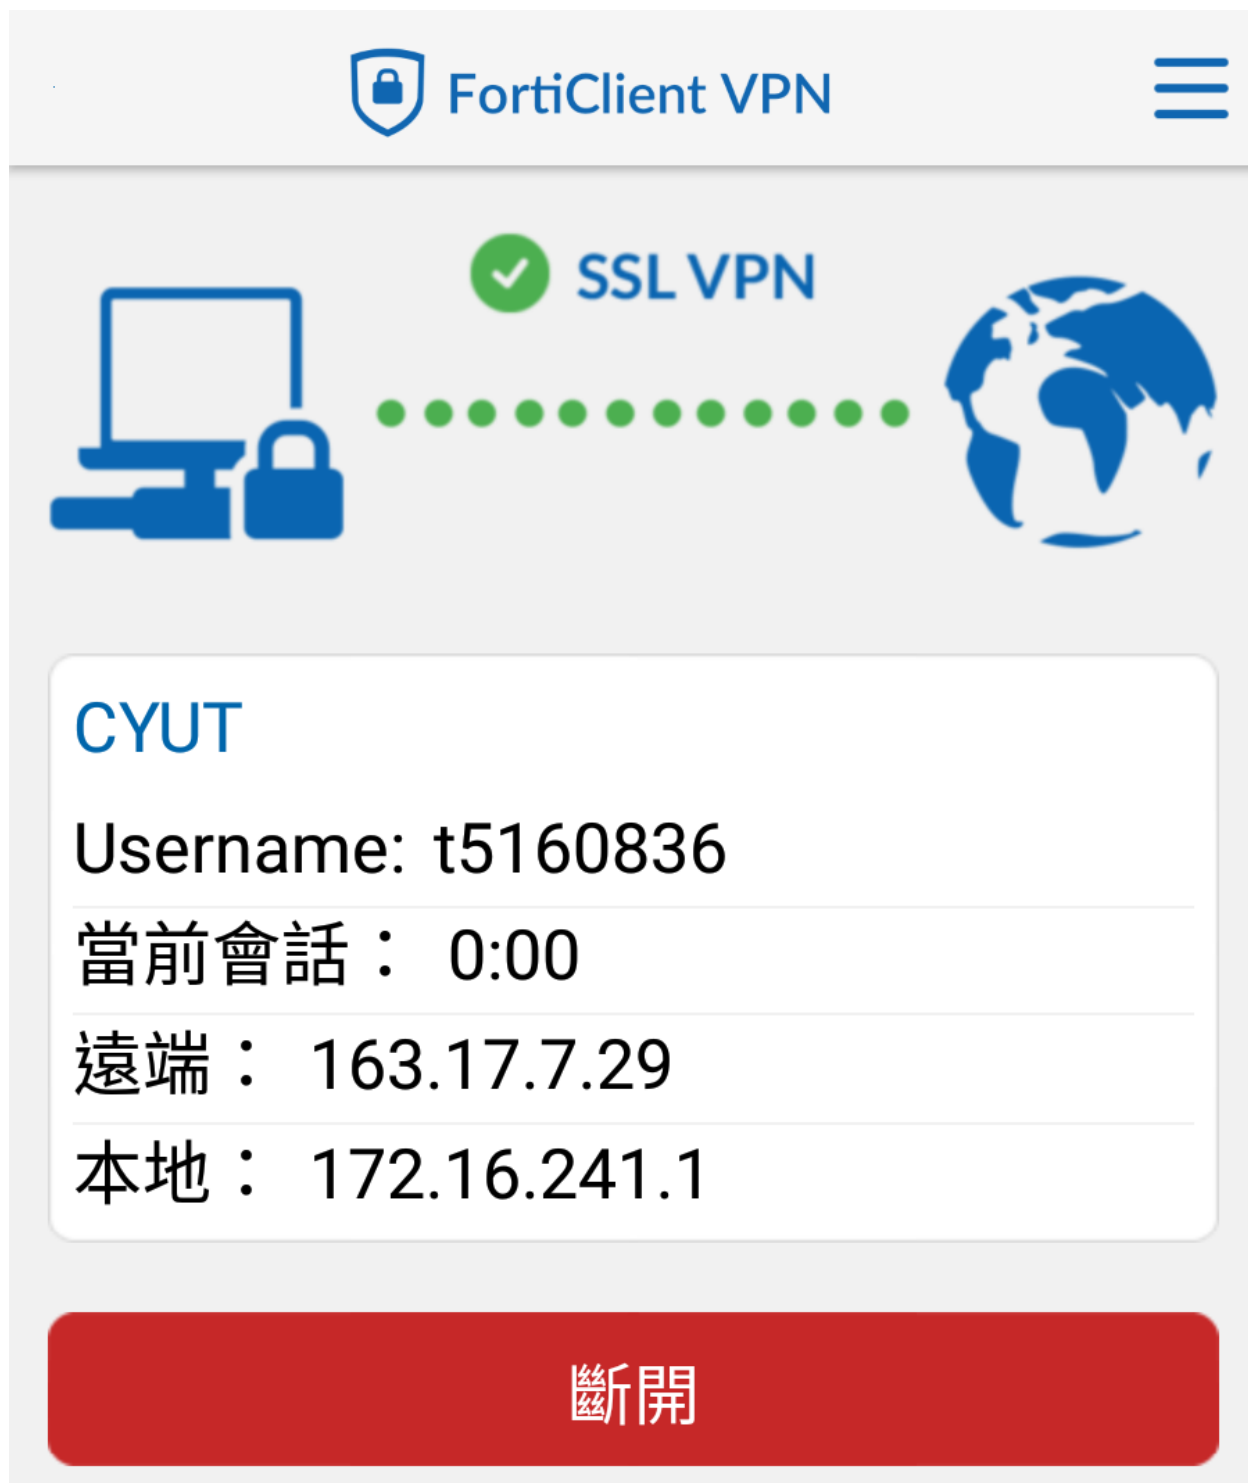 FortiClient VPN
SSL VPN
CYUT
Username: t5160836
當前會話： 0:00
遠端： 163.17.7.29
本地： 172.16.241.1
斷開